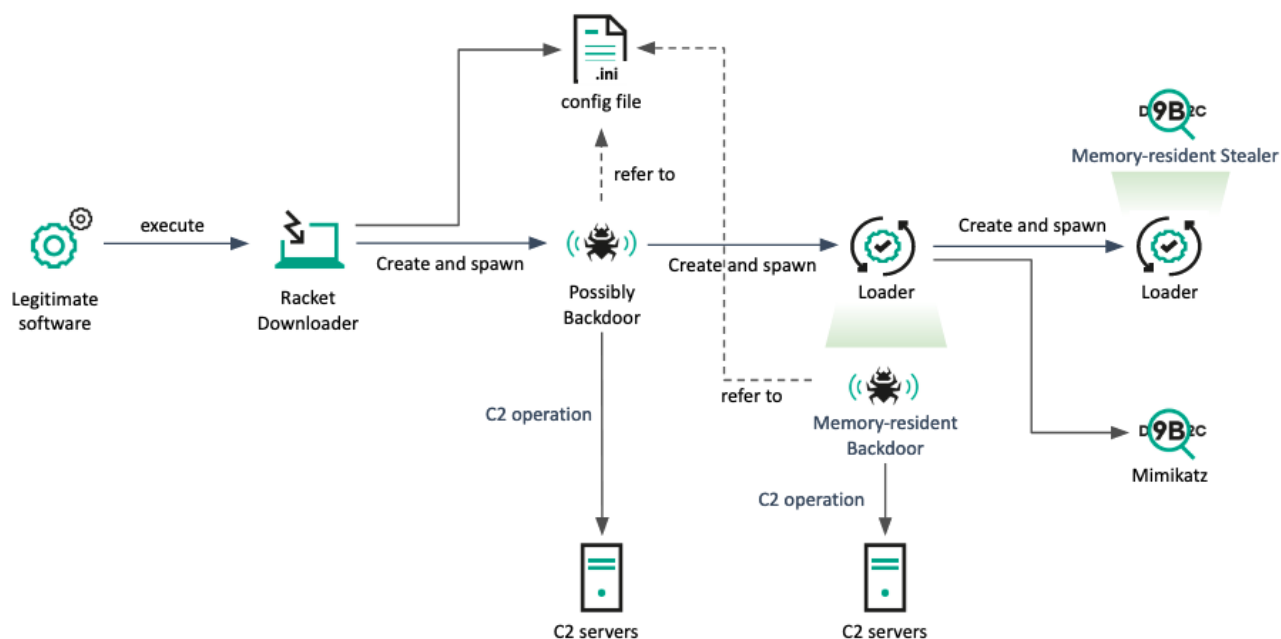 .ini
config file
D9B2C
Memory-resident Stealer
refer to
execute
Create and spawn
Create and spawn
Create and spawn
Legitimate
software
Racket
Downloader
Possibly
Backdoor
Loader
Loader
refer to
C2 operation
Memory-resident
Backdoor
D9B2C
Mimikatz
C2 operation
C2 servers
C2 servers